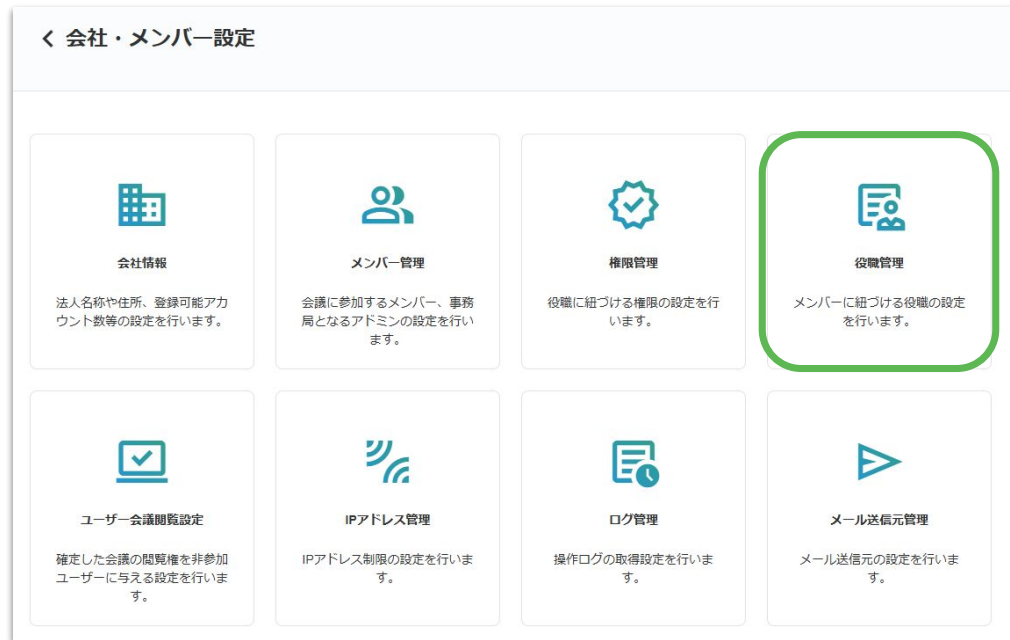 会社・メンバー設定
会社情報
法人名称や住所、登録可能アカ
ウント数等の設定を行います。
メンバー管理
会議に参加するメンバー、事務
局となるアドミンの設定を行い
ます。
権限管理
役職に紐づける権限の設定を行
います。
役職管理
メンバーに紐づける役職の設定
を行います。
ユーザー会議閲覧設定
確定した会議の閲覧権を非参加
ユーザーに与える設定を行いま
す。
IPアドレス管理
IPアドレス制限の設定を行いま
す。
ログ管理
操作ログの取得設定を行いま
す。
メール送信元管理
メール送信元の設定を行いま
す。